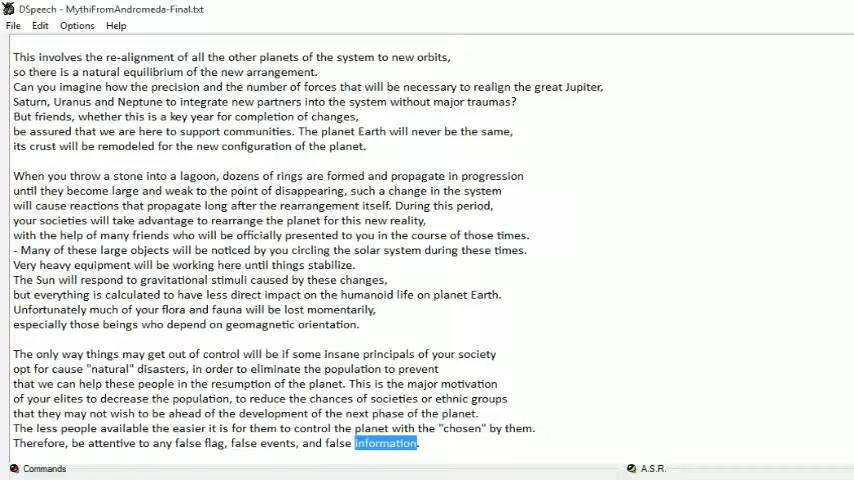 DSpeech - MythiFromAndromeda-Final.txt
File Edit Options Help
This involves the re-alignment of all the other planets of the system to new orbits,
so there is a natural equilibrium of the new arrangement.
Can you imagine how the precision and the number of forces that will be necessary to realign the great Jupiter,
Saturn, Uranus and Neptune to integrate new partners into the system without major traumas?
But friends, whether this is a key year for completion of changes,
be assured that we are here to support communities. The planet Earth will never be the same,
its crust will be remodeled for the new configuration of the planet.
When you throw a stone into a lagoon, dozens of rings are formed and propagate in progression
until they become large and weak to the point of disappearing, such a change in the system
will cause reactions that propagate long after the rearrangement itself. During this period,
your societies will take advantage to rearrange the planet for this new reality,
with the help of many friends who will be officially presented to you in the course of those times.
- Many of these large objects will be noticed by you circling the solar system during these times.
Very heavy equipment will be working here until things stabilize.
The Sun will respond to gravitational stimuli caused by these changes,
but everything is calculated to have less direct impact on the humanoid life on planet Earth.
Unfortunately much of your flora and fauna will be lost momentarily,
especially those beings who depend on geomagnetic orientation.
The only way things may get out of control will be if some insane principals of your society
opt for cause "natural" disasters, in order to eliminate the population to prevent
that we can help these people in the resumption of the planet. This is the major motivation
of your elites to decrease the population, to reduce the chances of societies or ethnic groups
that they may not wish to be ahead of the development of the next phase of the planet.
The less people available the easier it is for them to control the planet with the "chosen" by them.
Therefore, be attentive to any false flag, false events, and false information.
Commands A.S.R.